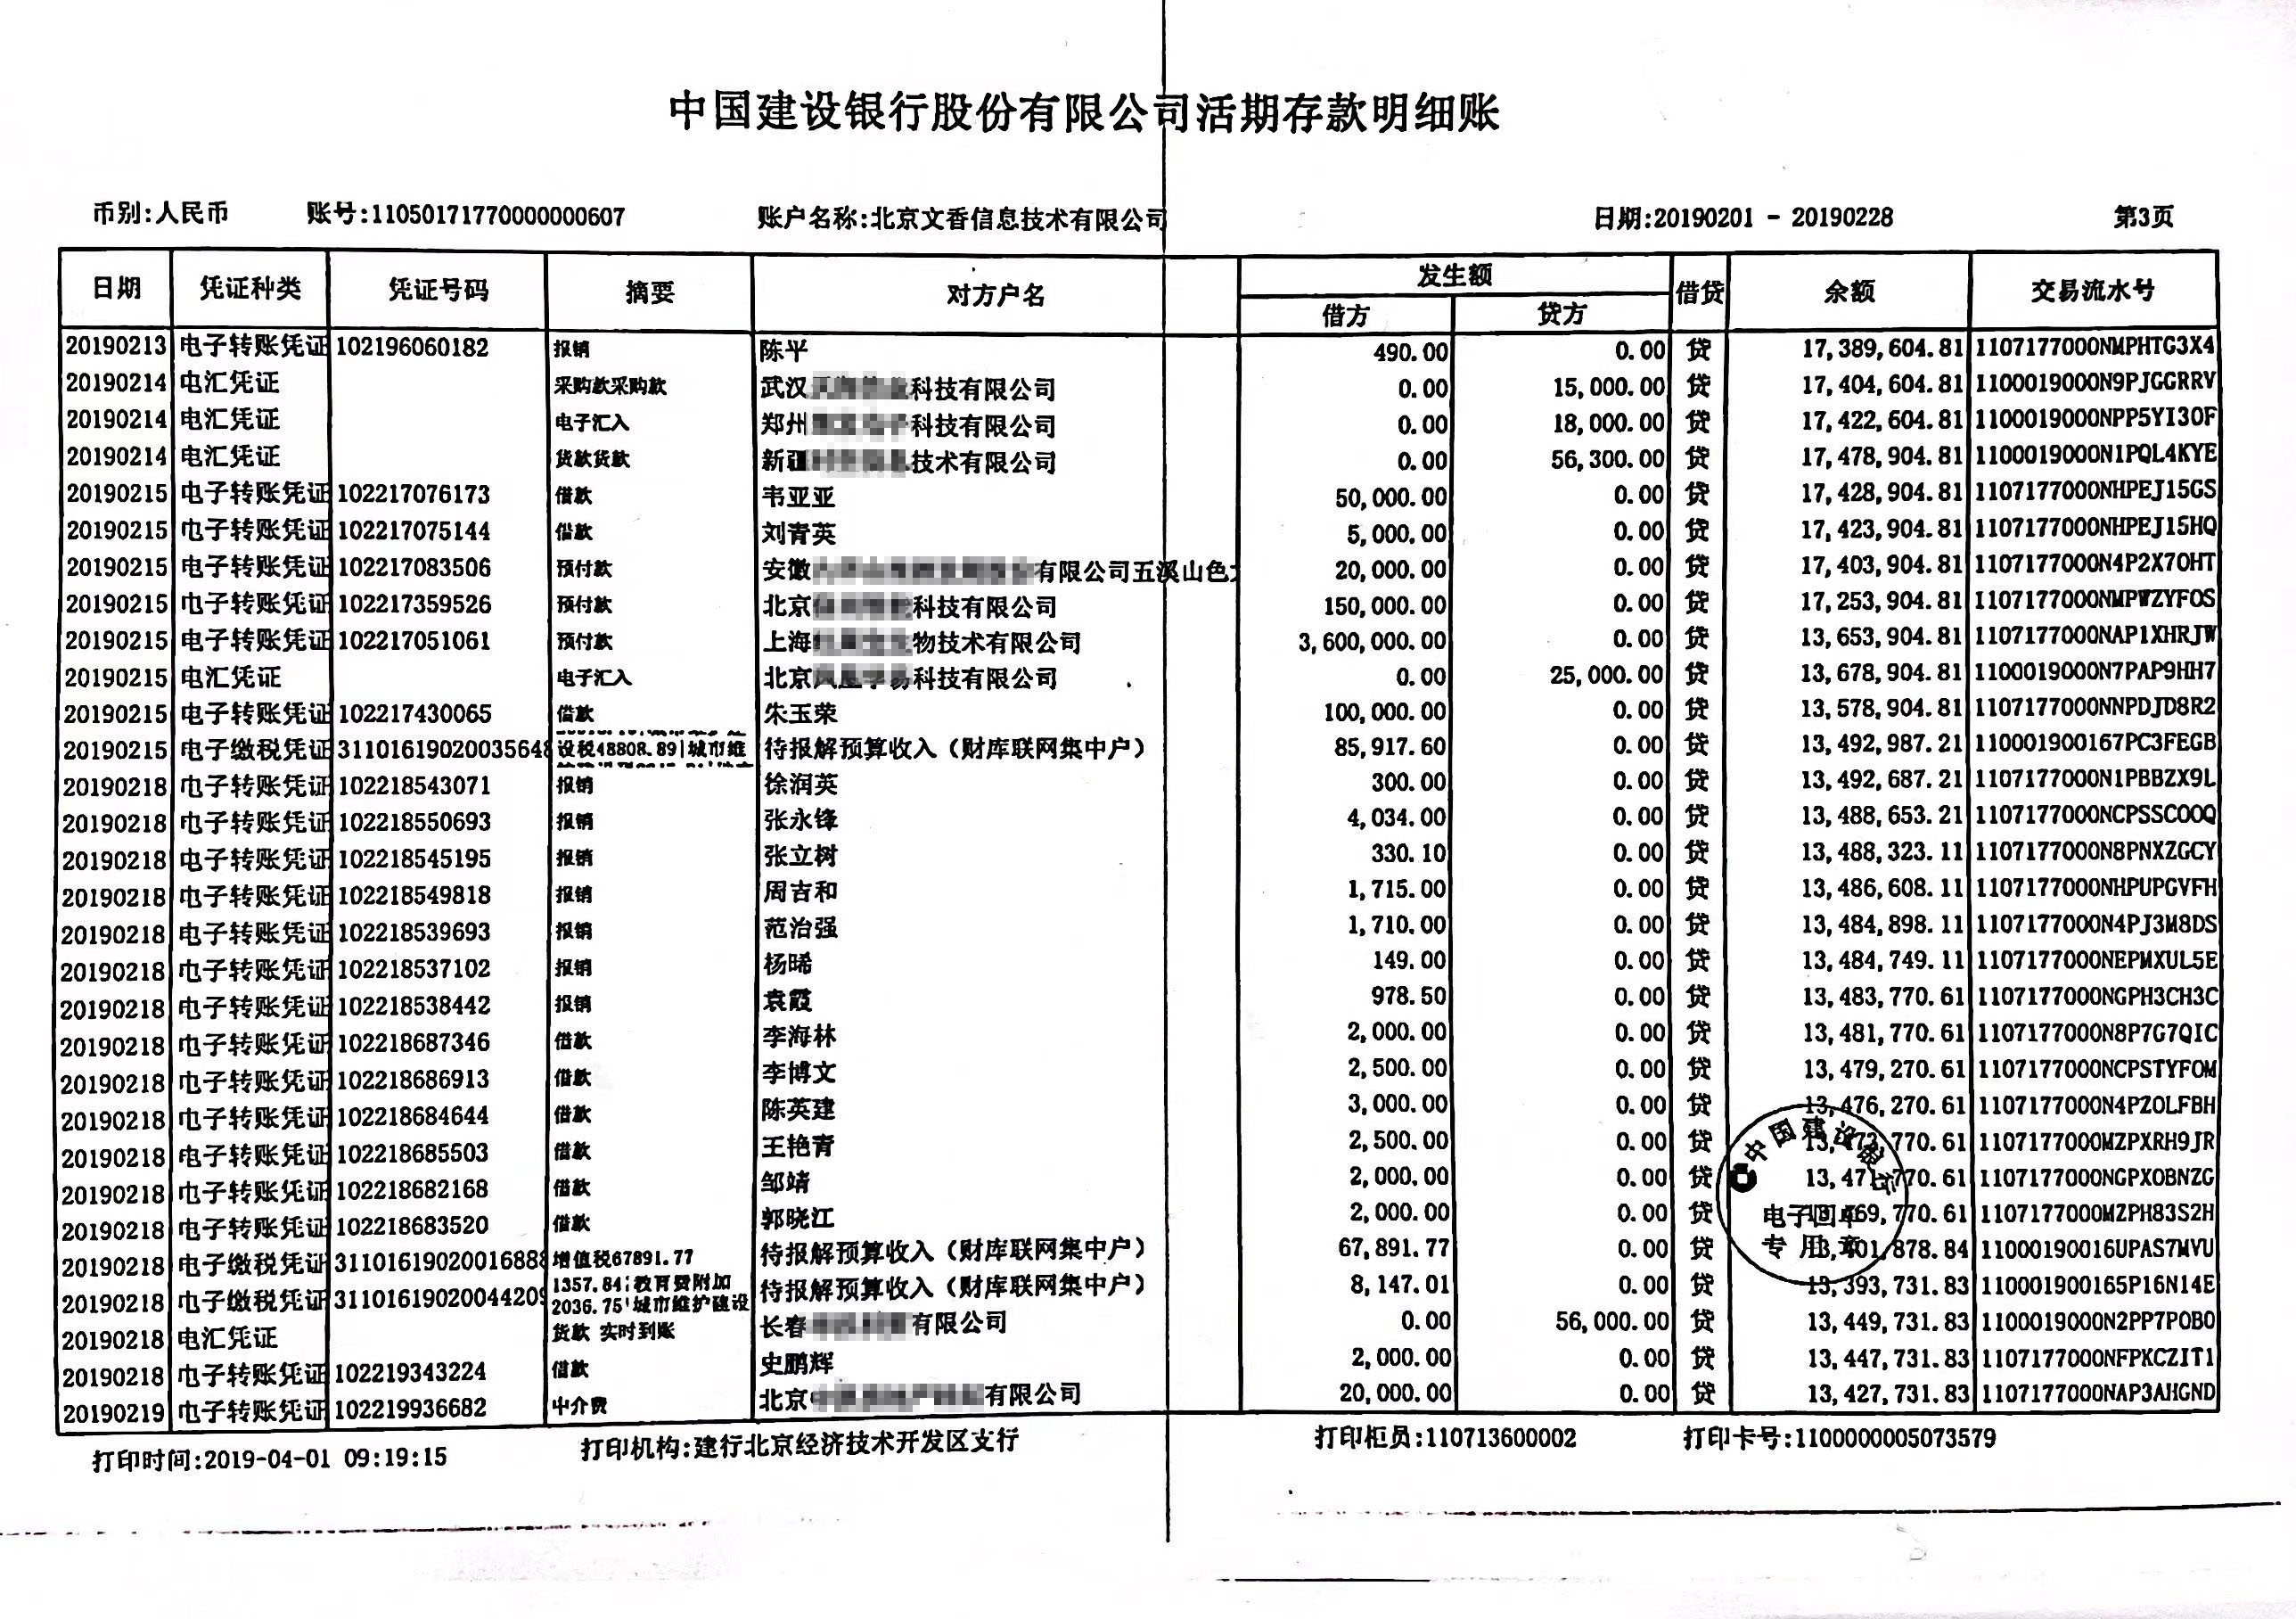 中国建设银行股份有限公司活期存款明细账
币别:人民币 账号:11050171770000000607 账户名称:北京文香信息技术有限公司 日期:20190201 - 20190228 第3页
日期 凭证种类 凭证号码 摘要 对方户名 发生额 借方 贷方 借贷 余额 交易流水号
20190213 电子转账凭证 102196060182 报销 陈平 490.00 0.00 贷 17,389,604.81 1107177000NMPHTG3X4
20190214 电汇凭证 采购款采购款 武汉 科技有限公司 0.00 15,000.00 贷 17,404,604.81 1100019000N9PJGGRRV
20190214 电汇凭证 电子汇入 郑州 科技有限公司 0.00 18,000.00 贷 17,422,604.81 1100019000NPP5YI3OF
20190214 电汇凭证 货款货款 新疆 技术有限公司 0.00 56,300.00 贷 17,478,904.81 1100019000N1PQL4KYE
20190215 电子转账凭证 102217076173 借款 韦亚亚 50,000.00 0.00 贷 17,428,904.81 1107177000NHPEJ15GS
20190215 电子转账凭证 102217075144 借款 刘青英 5,000.00 0.00 贷 17,423,904.81 1107177000NHPEJ15HQ
20190215 电子转账凭证 102217083506 预付款 安徽 有限公司五溪山色 20,000.00 0.00 贷 17,403,904.81 1107177000N4P2X7OHT
20190215 电子转账凭证 102217359526 预付款 北京 科技有限公司 150,000.00 0.00 贷 17,253,904.81 1107177000NMPWZYFOS
20190215 电子转账凭证 102217051061 预付款 上海 物技术有限公司 3,600,000.00 0.00 贷 13,653,904.81 1107177000NAP1XHRJW
20190215 电汇凭证 电子汇入 北京 科技有限公司 0.00 25,000.00 贷 13,678,904.81 1100019000N7PAP9HH7
20190215 电子转账凭证 102217430065 借款 朱玉荣 100,000.00 0.00 贷 13,578,904.81 1107177000NNPDJD8R2
20190215 电子缴税凭证 31101619020035648 设税48808.89|城市维 待报解预算收入（财库联网集中户） 85,917.60 0.00 贷 13,492,987.21 110001900167PC3FEGB
20190218 电子转账凭证 102218543071 报销 徐润英 300.00 0.00 贷 13,492,687.21 1107177000N1PBBZX9L
20190218 电子转账凭证 102218550693 报销 张永锋 4,034.00 0.00 贷 13,488,653.21 1107177000NCPSSCOOQ
20190218 电子转账凭证 102218545195 报销 张立树 330.10 0.00 贷 13,488,323.11 1107177000N8PNXZGCY
20190218 电子转账凭证 102218549818 报销 周吉和 1,715.00 0.00 贷 13,486,608.11 1107177000NHPUPGVFH
20190218 电子转账凭证 102218539693 报销 范治强 1,710.00 0.00 贷 13,484,898.11 1107177000N4PJ3M8DS
20190218 电子转账凭证 102218537102 报销 杨晞 149.00 0.00 贷 13,484,749.11 1107177000NEPMXUL5E
20190218 电子转账凭证 102218538442 报销 袁霞 978.50 0.00 贷 13,483,770.61 1107177000NGPH3CH3C
20190218 电子转账凭证 102218687346 借款 李海林 2,000.00 0.00 贷 13,481,770.61 1107177000N8P7G7QIC
20190218 电子转账凭证 102218686913 借款 李博文 2,500.00 0.00 贷 13,479,270.61 1107177000NCPSTYFOM
20190218 电子转账凭证 102218684644 借款 陈英建 3,000.00 0.00 贷 13,476,270.61 1107177000N4PZOLFBH
20190218 电子转账凭证 102218685503 借款 王艳青 2,500.00 0.00 贷 13,473,770.61 1107177000MZPXRH9JR
20190218 电子转账凭证 102218682168 借款 邹靖 2,000.00 0.00 贷 13,471,770.61 1107177000NGPXOBNZG
20190218 电子转账凭证 102218683520 借款 郭晓江 2,000.00 0.00 贷 13,469,770.61 1107177000MZPH83S2H
20190218 电子缴税凭证 31101619020016888 增值税67891.77 待报解预算收入（财库联网集中户） 67,891.77 0.00 贷 13,401,878.84 11000190016UPAS7MVU
20190218 电子缴税凭证 31101619020044209 1357.84|教育费附加 2036.75|城市维护建设 待报解预算收入（财库联网集中户） 8,147.01 0.00 贷 13,393,731.83 110001900165P16N14E
20190218 电汇凭证 货款 实时到账 长春 有限公司 0.00 56,000.00 贷 13,449,731.83 1100019000N2PP7POBO
20190218 电子转账凭证 102219343224 借款 史鹏辉 2,000.00 0.00 贷 13,447,731.83 1107177000NFPKCZIT1
20190219 电子转账凭证 102219936682 中介费 北京 有限公司 20,000.00 0.00 贷 13,427,731.83 1107177000NAP3AHGND
中国建设银行
电子回单
专用章
打印时间:2019-04-01 09:19:15 打印机构:建行北京经济技术开发区支行 打印柜员:110713600002 打印卡号:1100000005073579